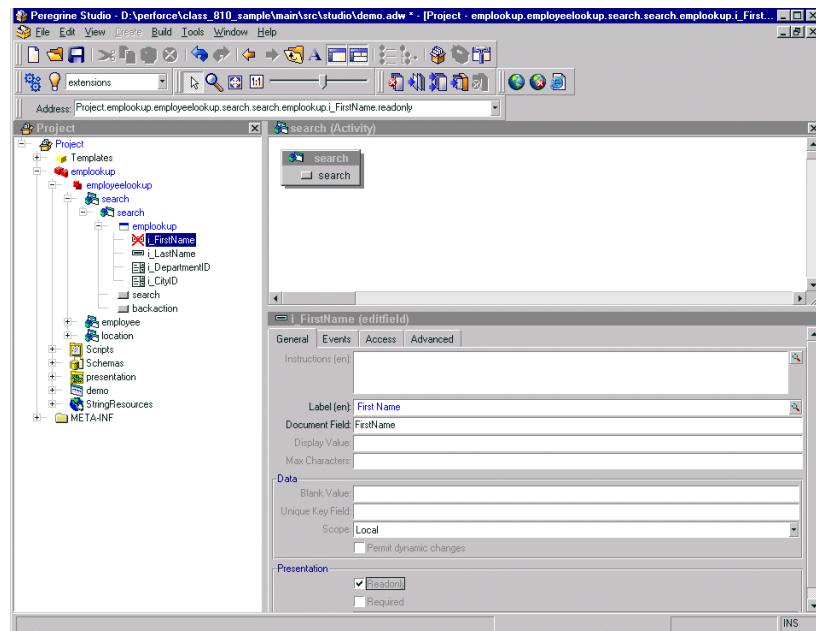 Peregrine Studio - D:\perforce\class_810_sample\main\src\studio\demo.adw * - [Project - emplookup.employeelookup.search.search.emplookup.i_First...
File Edit View Create Build Tools Window Help
A
extensions
1:1
Address: Project.emplookup.employeelookup.search.search.emplookup.i_FirstName.readonly
Project
Project
Templates
emplookup
employeelookup
search
search
emplookup
i_FirstName
i_LastName
i_DepartmentID
i_CityID
search
backaction
employee
location
Scripts
Schemas
presentation
demo
StringResources
META-INF
search (Activity)
search
search
i_FirstName (editfield)
General Events Access Advanced
Instructions (en):
Label (en): First Name
Document Field: FirstName
Display Value:
Max Characters:
Data
Blank Value:
Unique Key Field:
Scope: Local
Permit dynamic changes
Presentation
Readonly
Required
INS